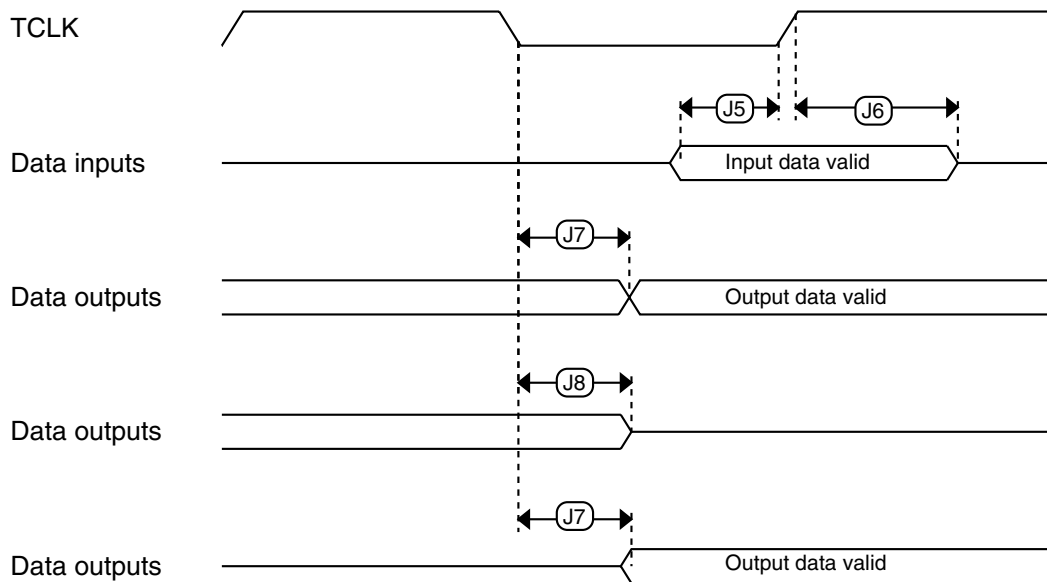 TCLK
J5
J6
Data inputs
Input data valid
J7
Data outputs
Output data valid
J8
Data outputs
J7
Data outputs
Output data valid